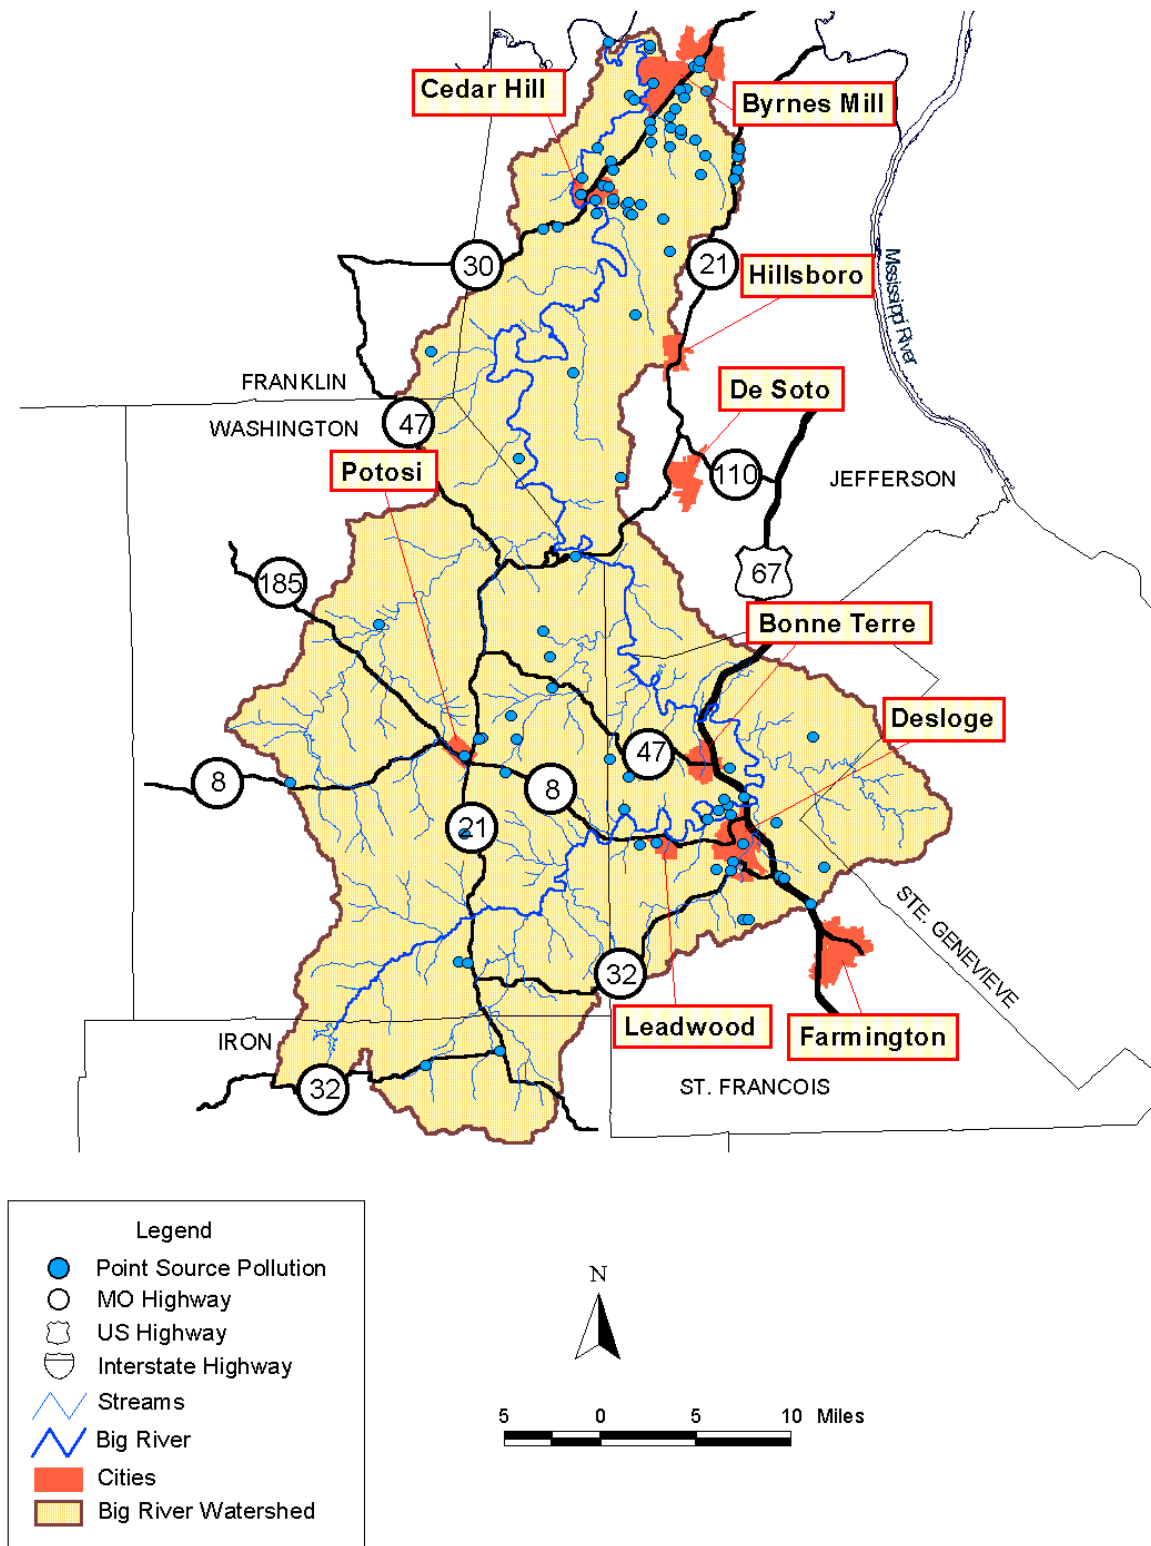 Cedar Hill
Byrnes Mill
30
21
Hillsboro
Mississippi River
FRANKLIN
De Soto
47
WASHINGTON
Potosi
110
JEFFERSON
185
67
Bonne Terre
Desloge
47
8
8
21
STE. GENEVIEVE
32
Leadwood
Farmington
IRON
32
ST. FRANCOIS
Legend
Point Source Pollution
MO Highway
US Highway
Interstate Highway
Streams
Big River
Cities
Big River Watershed
N
5 0 5 10 Miles